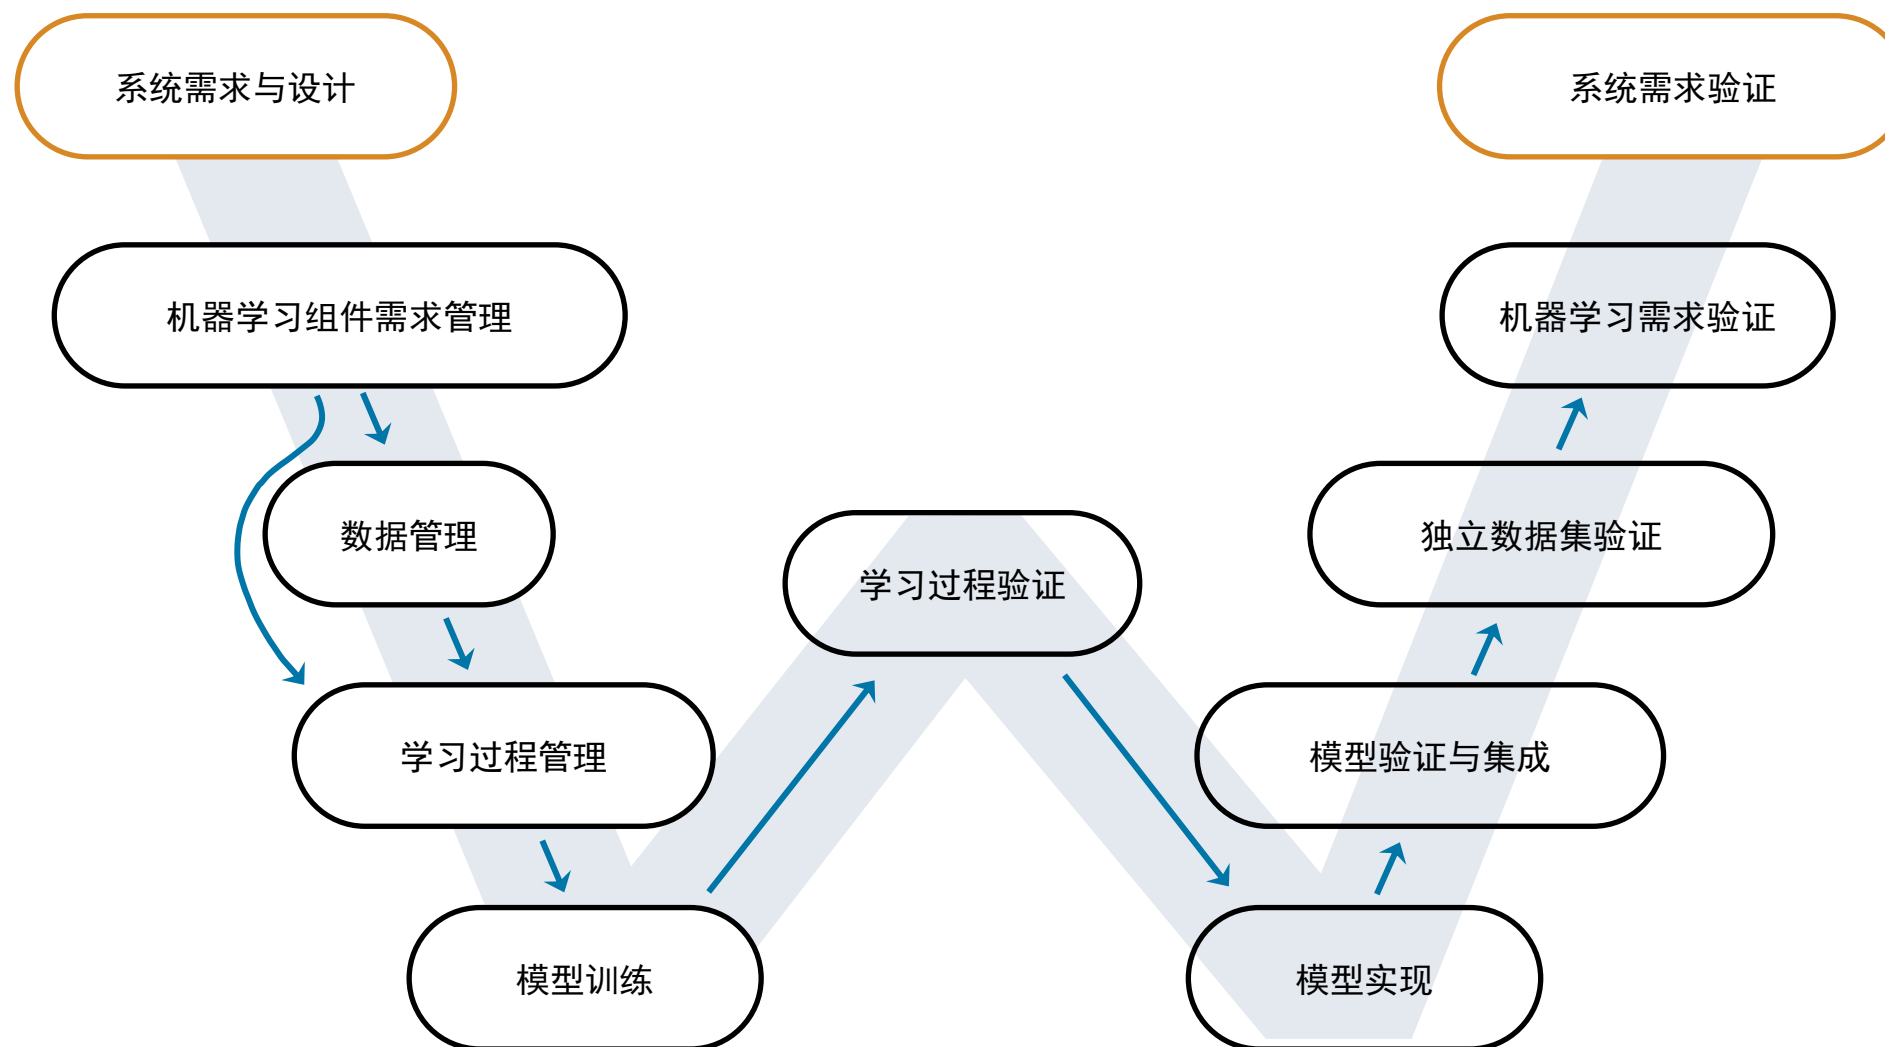 系统需求与设计
系统需求验证
机器学习组件需求管理
机器学习需求验证
数据管理
独立数据集验证
学习过程验证
学习过程管理
模型验证与集成
模型训练
模型实现